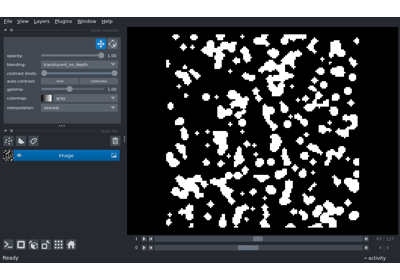 File View Layers Plugins Window Help
opacity: 1.00
blending: translucent_no_depth
contrast limits:
auto-contrast: once continuous
gamma: 1.00
colormap: gray
interpolation: nearest
image
1
0
Ready
activity